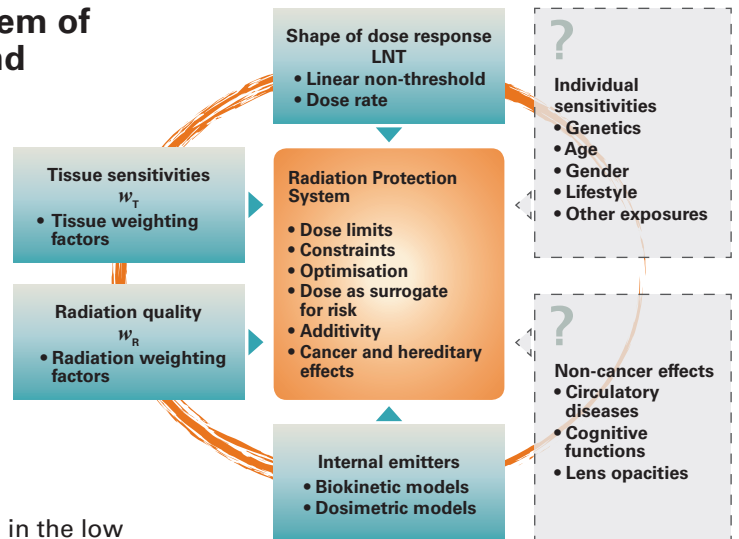 em of
nd
Shape of dose response
LNT
• Linear non-threshold
• Dose rate
?
Individual
sensitivities
• Genetics
• Age
• Gender
• Lifestyle
• Other exposures
Tissue sensitivities
wT
• Tissue weighting
factors
Radiation Protection
System
• Dose limits
• Constraints
• Optimisation
• Dose as surrogate
for risk
• Additivity
• Cancer and hereditary
effects
Radiation quality
wR
• Radiation weighting
factors
?
Non-cancer effects
• Circulatory
diseases
• Cognitive
functions
• Lens opacities
Internal emitters
• Biokinetic models
• Dosimetric models
in the low